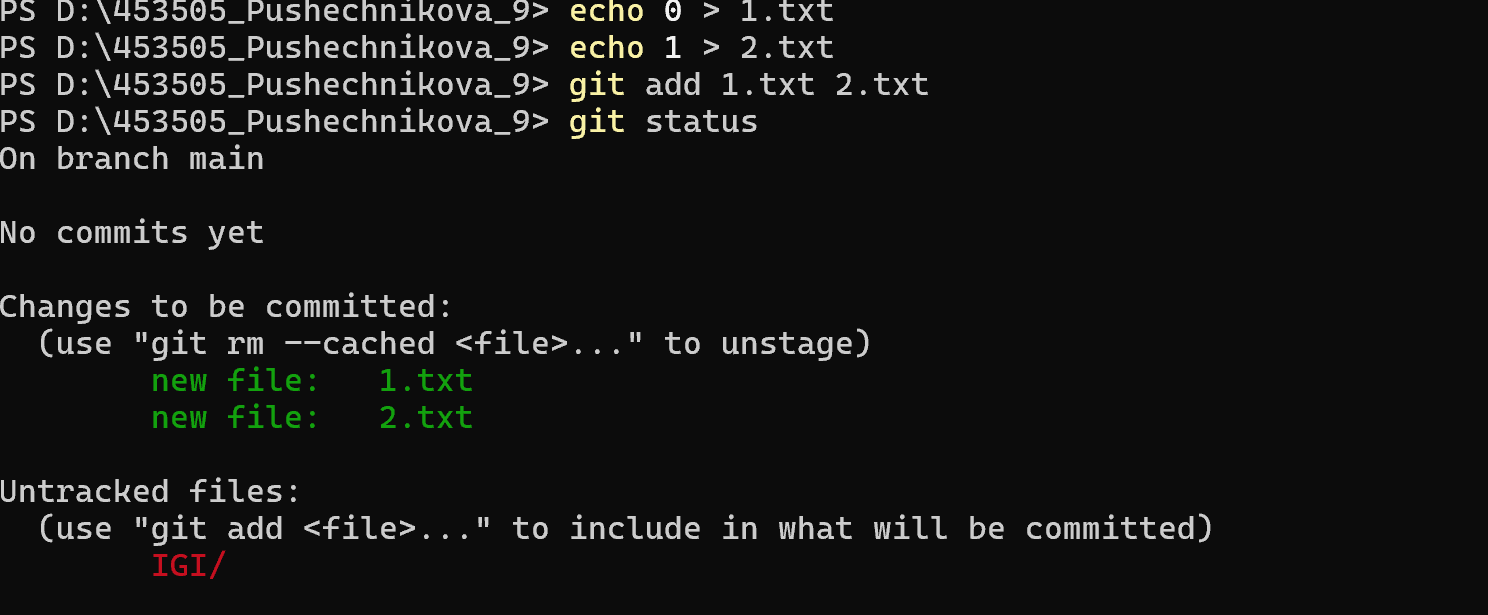 PS D:\453505_Pushechnikova_9> echo 0 > 1.txt
PS D:\453505_Pushechnikova_9> echo 1 > 2.txt
PS D:\453505_Pushechnikova_9> git add 1.txt 2.txt
PS D:\453505_Pushechnikova_9> git status
On branch main
No commits yet
Changes to be committed:
  (use "git rm --cached <file>..." to unstage)
        new file:   1.txt
        new file:   2.txt
Untracked files:
  (use "git add <file>..." to include in what will be committed)
        IGI/